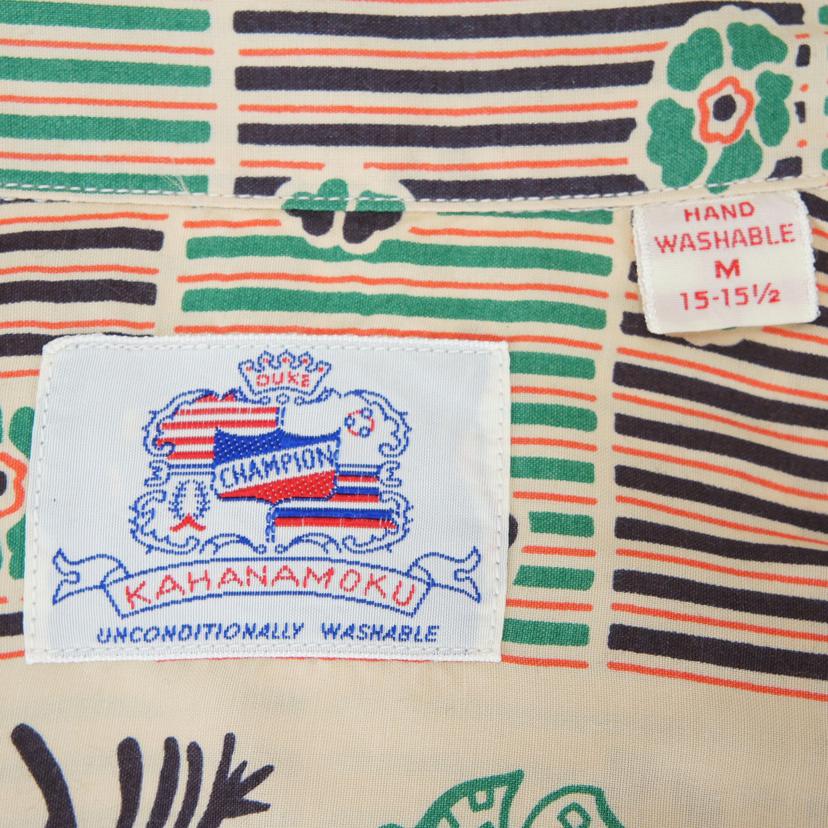 HAND
WASHABLE
M
15-15½
DUKE
CHAMPION
KAHANAMOKU
UNCONDITIONALLY WASHABLE